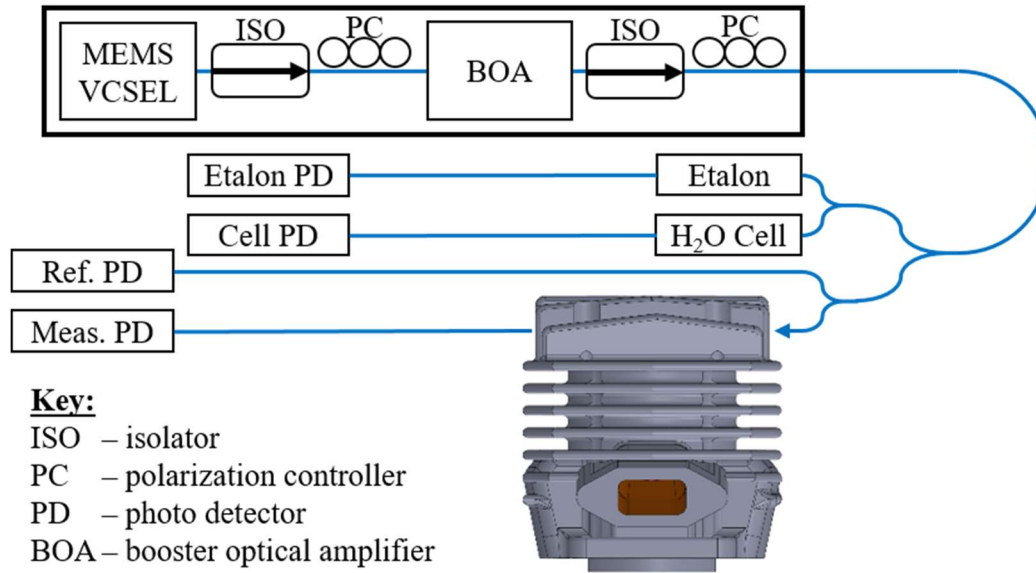 ISO PC ISO PC
MEMS
VCSEL
BOA
Etalon PD Etalon
Cell PD H₂O Cell
Ref. PD
Meas. PD
Key:
ISO – isolator
PC – polarization controller
PD – photo detector
BOA – booster optical amplifier